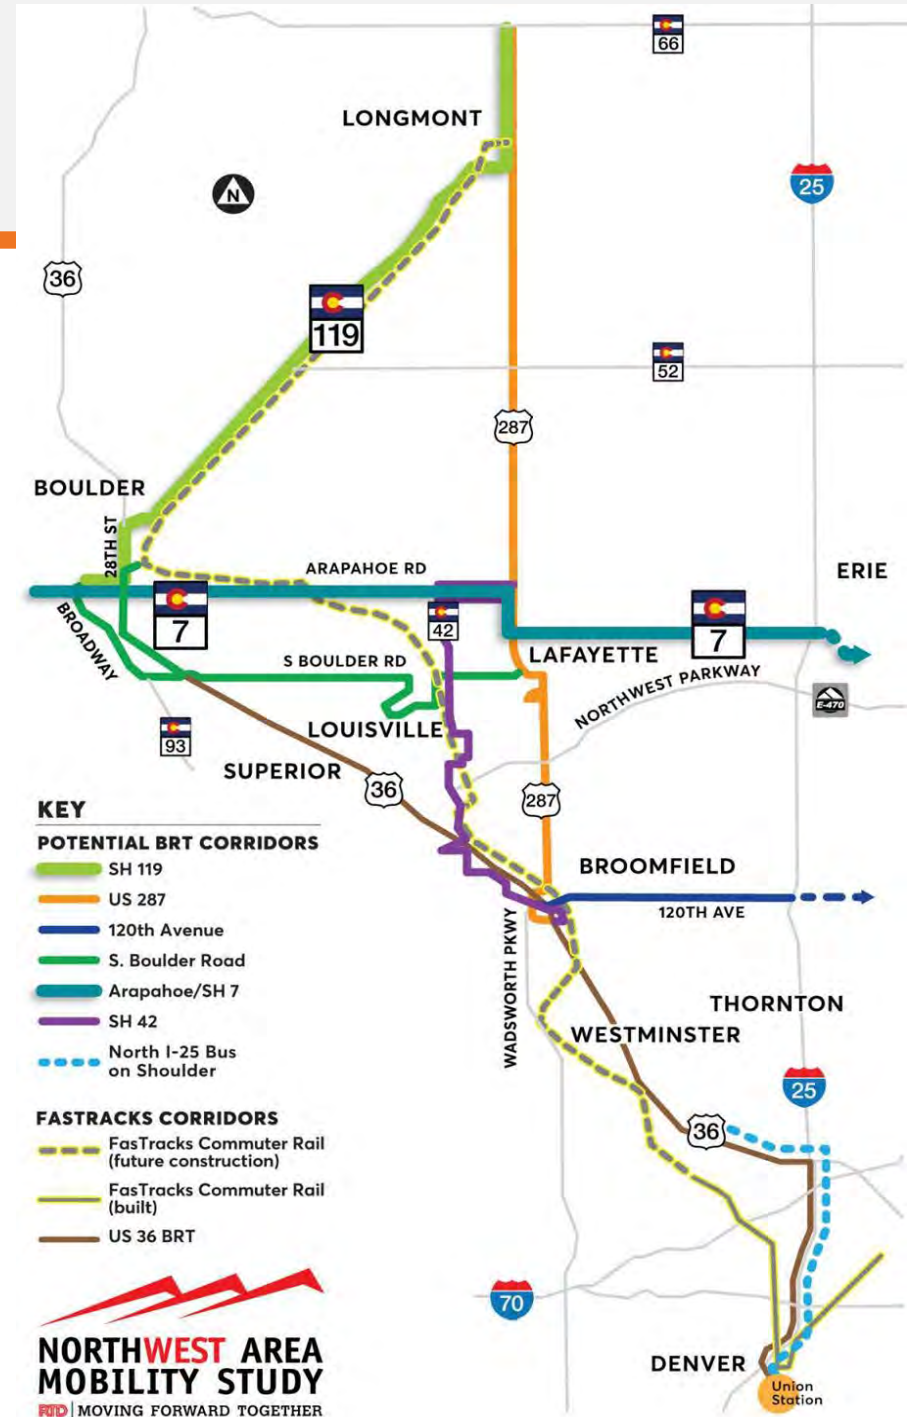 66
LONGMONT
25
N
36
119
52
287
BOULDER
28TH ST
ARAPAHOE RD
ERIE
7
42
7
BROADWAY
S BOULDER RD
LAFAYETTE
NORTHWEST PARKWAY
E-470
93
LOUISVILLE
SUPERIOR
36
287
KEY
POTENTIAL BRT CORRIDORS
SH 119
US 287
120th Avenue
S. Boulder Road
Arapahoe/SH 7
SH 42
North I-25 Bus
on Shoulder
FASTRACKS CORRIDORS
FasTracks Commuter Rail
(future construction)
FasTracks Commuter Rail
(built)
US 36 BRT
BROOMFIELD
120TH AVE
WADSWORTH PKWY
THORNTON
WESTMINSTER
25
36
70
DENVER
Union
Station
NORTHWEST AREA
MOBILITY STUDY
RTD | MOVING FORWARD TOGETHER